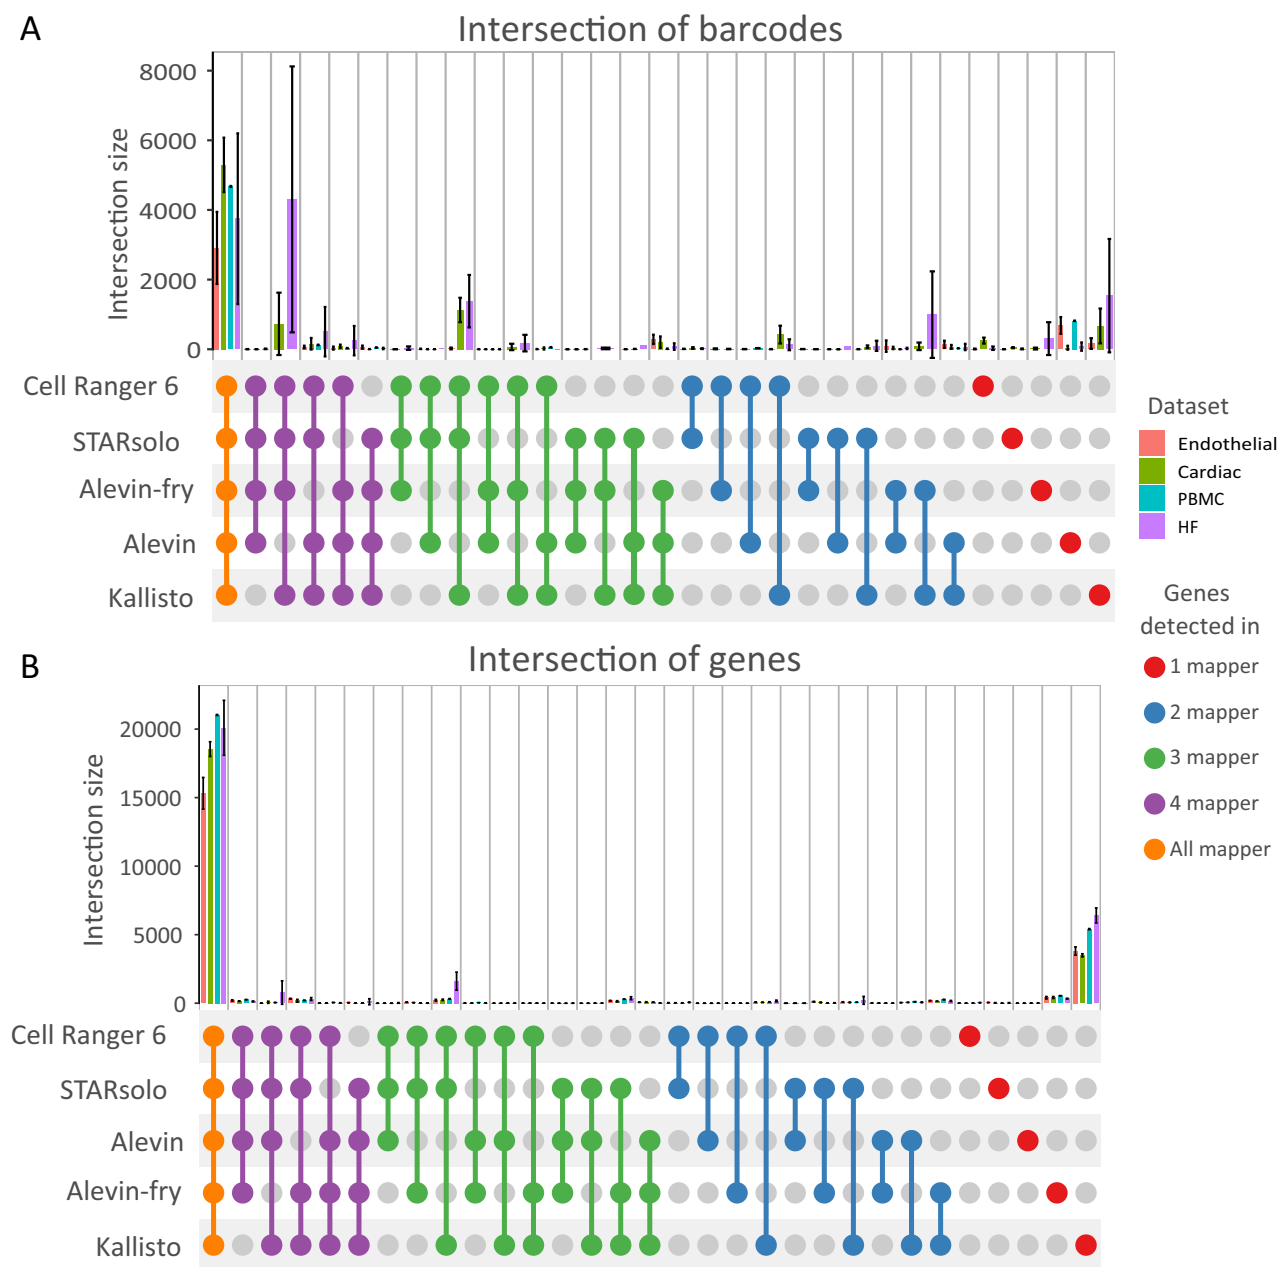 A
Intersection of barcodes
Intersection size
8000
6000
4000
2000
0
Cell Ranger 6
STARsolo
Alevin-fry
Alevin
Kallisto
Dataset
Endothelial
Cardiac
PBMC
HF
Genes
detected in
1 mapper
2 mapper
3 mapper
4 mapper
All mapper
B
Intersection of genes
Intersection size
20000
15000
10000
5000
0
Cell Ranger 6
STARsolo
Alevin
Alevin-fry
Kallisto